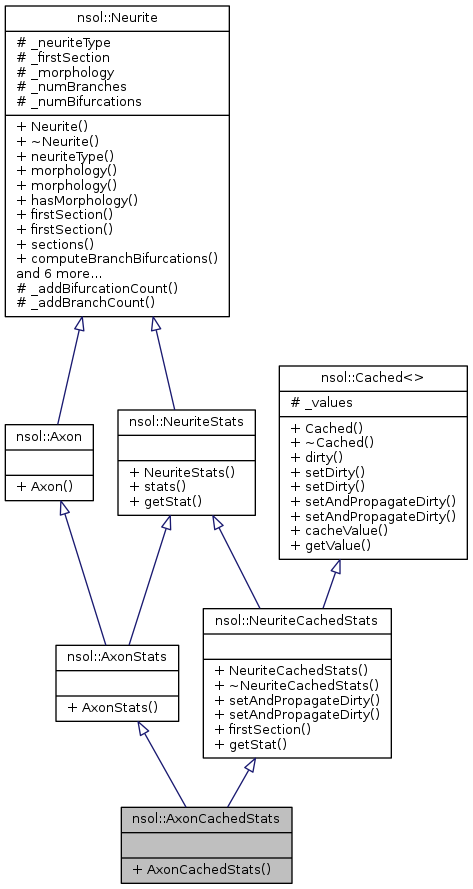 nsol::Neurite
# _neuriteType
# _firstSection
# _morphology
# _numBranches
# _numBifurcations
+ Neurite()
+ ~Neurite()
+ neuriteType()
+ morphology()
+ morphology()
+ hasMorphology()
+ firstSection()
+ firstSection()
+ sections()
+ computeBranchBifurcations()
and 6 more...
# _addBifurcationCount()
# _addBranchCount()
nsol::Cached<>
# _values
+ Cached()
+ ~Cached()
+ dirty()
+ setDirty()
+ setDirty()
+ setAndPropagateDirty()
+ setAndPropagateDirty()
+ cacheValue()
+ getValue()
nsol::Axon
+ Axon()
nsol::NeuriteStats
+ NeuriteStats()
+ stats()
+ getStat()
nsol::AxonStats
+ AxonStats()
nsol::NeuriteCachedStats
+ NeuriteCachedStats()
+ ~NeuriteCachedStats()
+ setAndPropagateDirty()
+ setAndPropagateDirty()
+ firstSection()
+ getStat()
nsol::AxonCachedStats
+ AxonCachedStats()